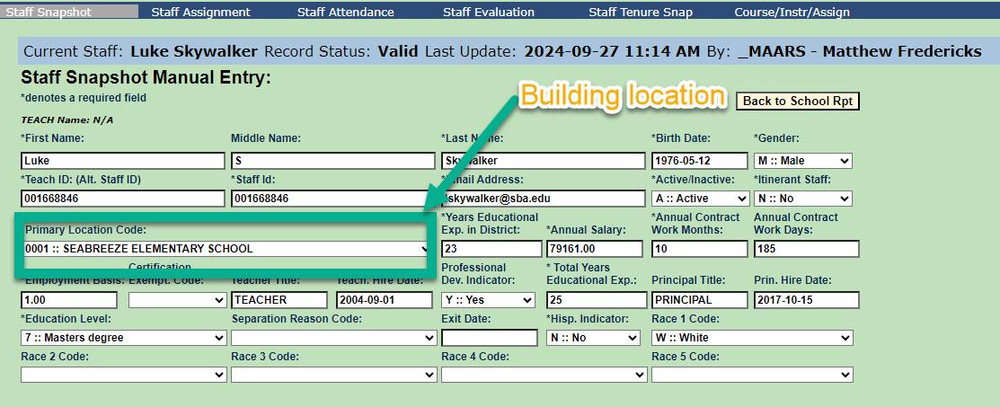 Staff Snapshot Staff Assignment Staff Attendance Staff Evaluation Staff Tenure Snap Course/Instr/Assign
Current Staff: Luke Skywalker Record Status: Valid Last Update: 2024-09-27 11:14 AM By: _MAARS - Matthew Fredericks
Staff Snapshot Manual Entry:
*denotes a required field
Building location
Back to School Rpt
TEACH Name: N/A
*First Name: Middle Name: *Last Name: *Birth Date: *Gender:
Luke S Skywalker 1976-05-12 M :: Male
*Teach ID: (Alt. Staff ID) *Staff Id: Email Address: *Active/Inactive: *Itinerant Staff:
001668846 001668846 skywalker@sba.edu A :: Active N :: No
Primary Location Code: *Years Educational Exp. in District: *Annual Salary: *Annual Contract Work Months: Annual Contract Work Days:
0001 :: SEABREEZE ELEMENTARY SCHOOL 23 79161.00 10 185
*Employment Basis: Certification Exempt. Code: Teacher Title: Teach. Hire Date: Professional Dev. Indicator: * Total Years Educational Exp.: Principal Title: Prin. Hire Date:
1.00 TEACHER 2004-09-01 Y :: Yes 25 PRINCIPAL 2017-10-15
*Education Level: Separation Reason Code: Exit Date: *Hisp. Indicator: Race 1 Code:
7 :: Masters degree N :: No W :: White
Race 2 Code: Race 3 Code: Race 4 Code: Race 5 Code: